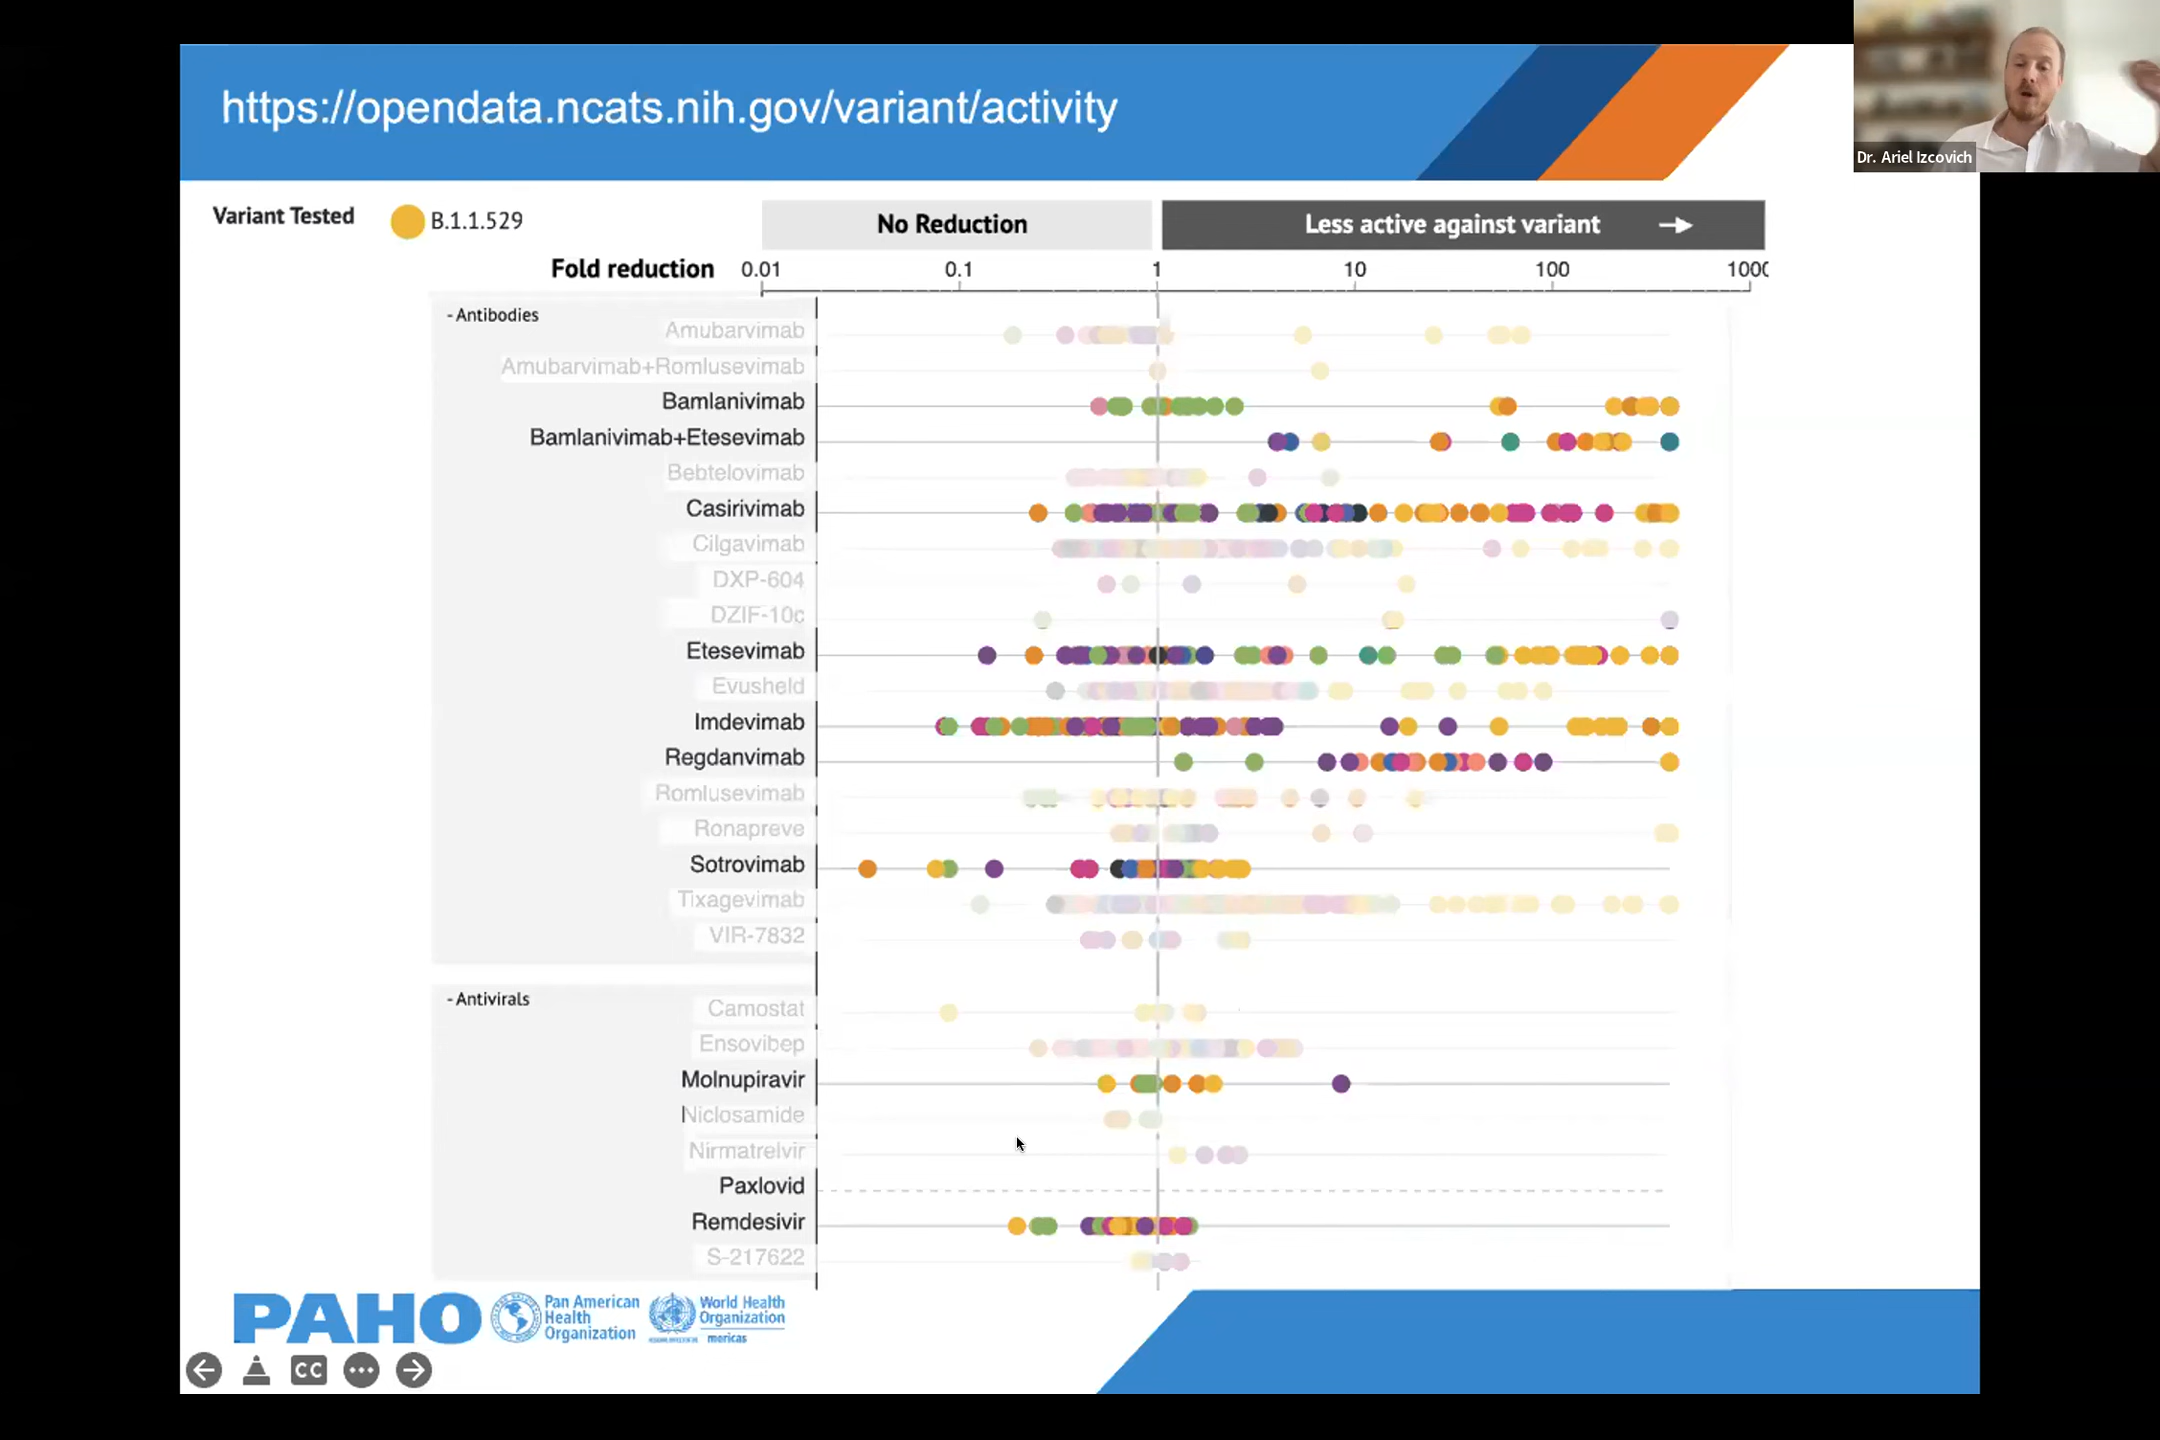 https://opendata.ncats.nih.gov/variant/activity
Dr. Ariel Izcovich
Variant Tested
B.1.1.529
No Reduction
Less active against variant →
Fold reduction
0.01 0.1 1 10 100
- Antibodies
Amubarvimab
Amubarvimab+Romlusevimab
Bamlanivimab
Bamlanivimab+Etesevimab
Bebtelovimab
Casirivimab
Cilgavimab
DXP-604
DZIF-10c
Etesevimab
Evusheld
Imdevimab
Regdanvimab
Romlusevimab
Ronapreve
Sotrovimab
Tixagevimab
VIR-7832
- Antivirals
Camostat
Ensovibep
Molnupiravir
Niclosamide
Nirmatrelvir
Paxlovid
Remdesivir
S-217622
PAHO
Pan American
Health
Organization
World Health
Organization
mericas
CC